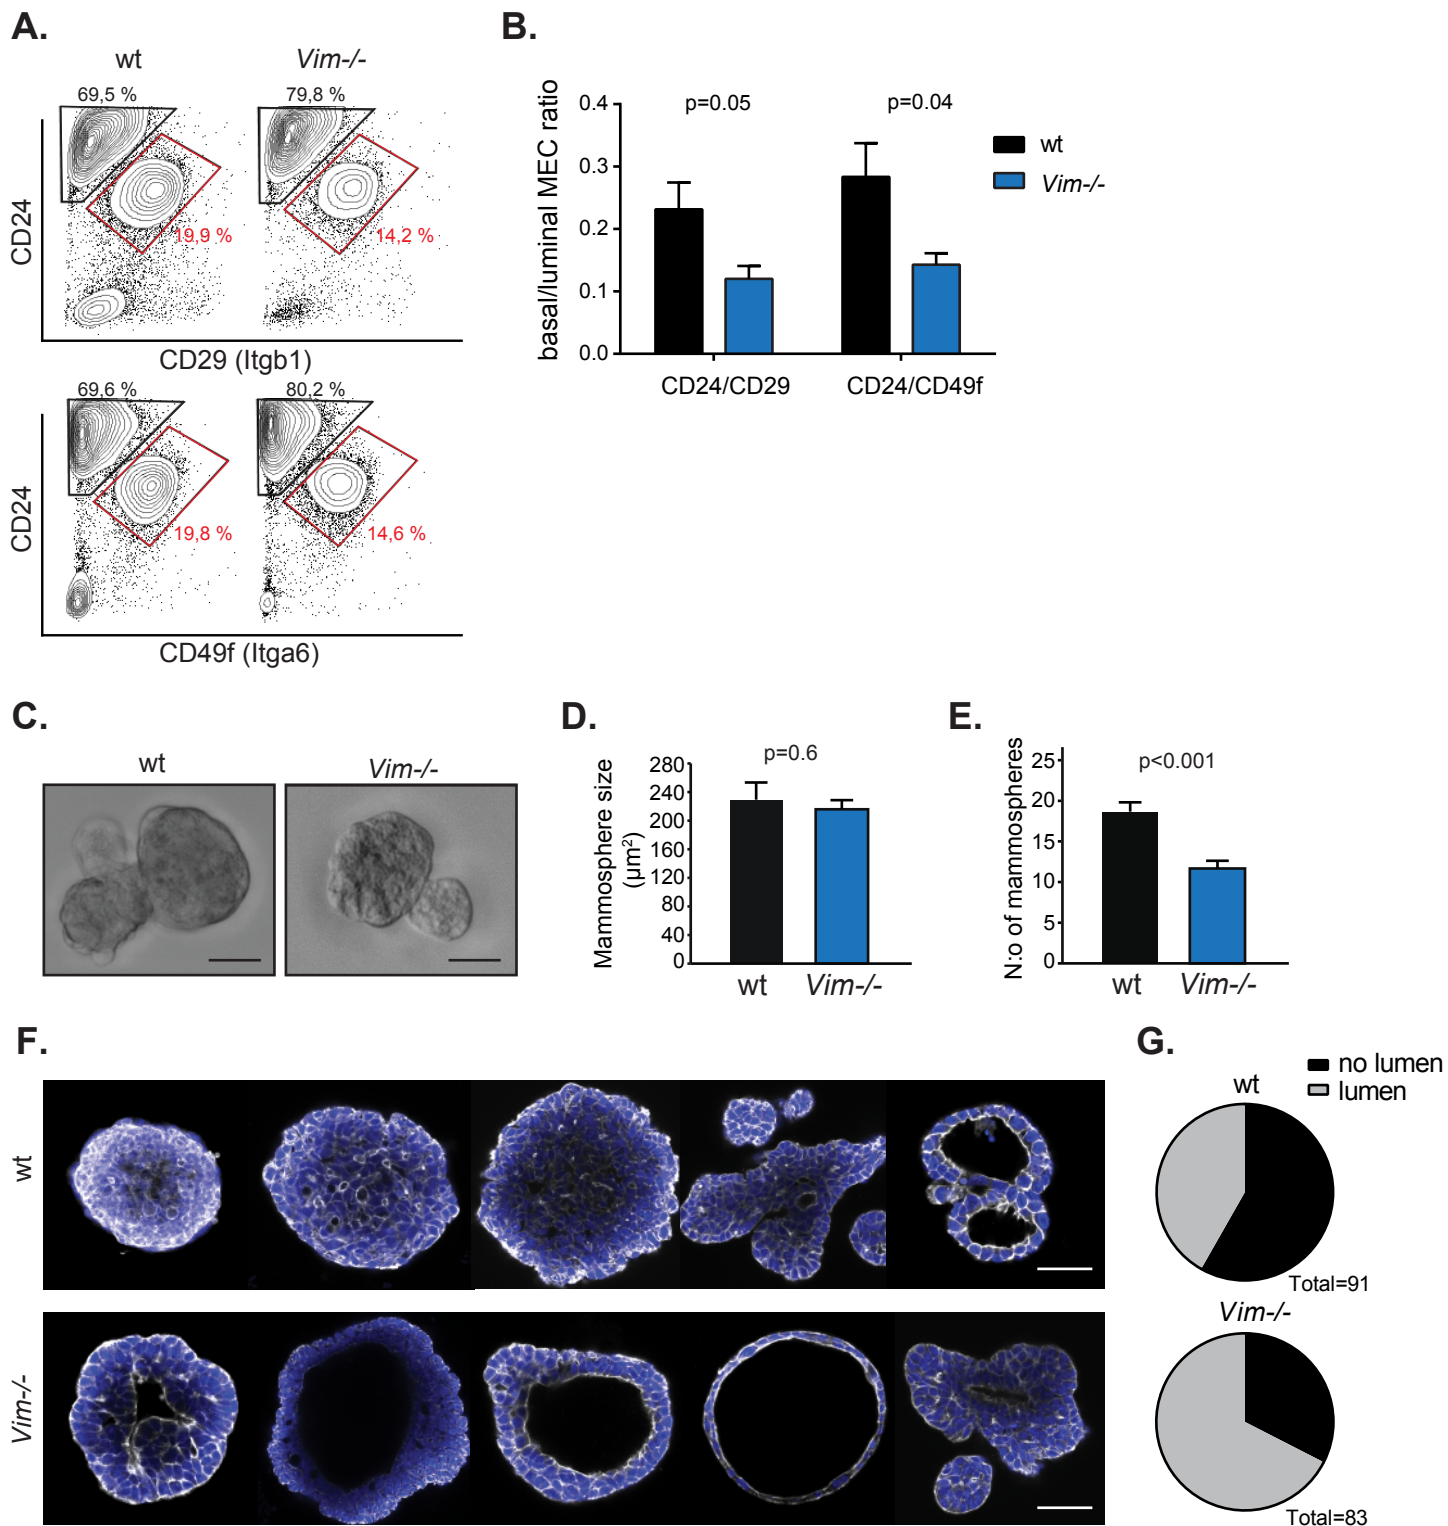 A.
wt
Vim-/-
69,5 %
79,8 %
19,9 %
14,2 %
CD24
CD29 (Itgb1)
69,6 %
80,2 %
19,8 %
14,6 %
CD24
CD49f (Itga6)
B.
p=0.05
p=0.04
wt
Vim-/-
0.4
0.3
0.2
0.1
0.0
basal/luminal MEC ratio
CD24/CD29
CD24/CD49f
C.
wt
Vim-/-
D.
p=0.6
280
240
200
160
120
80
40
0
Mammosphere size
(µm²)
wt
Vim-/-
E.
p<0.001
25
20
15
10
5
0
N:o of mammospheres
wt
Vim-/-
F.
wt
Vim-/-
G.
no lumen
lumen
wt
Total=91
Vim-/-
Total=83